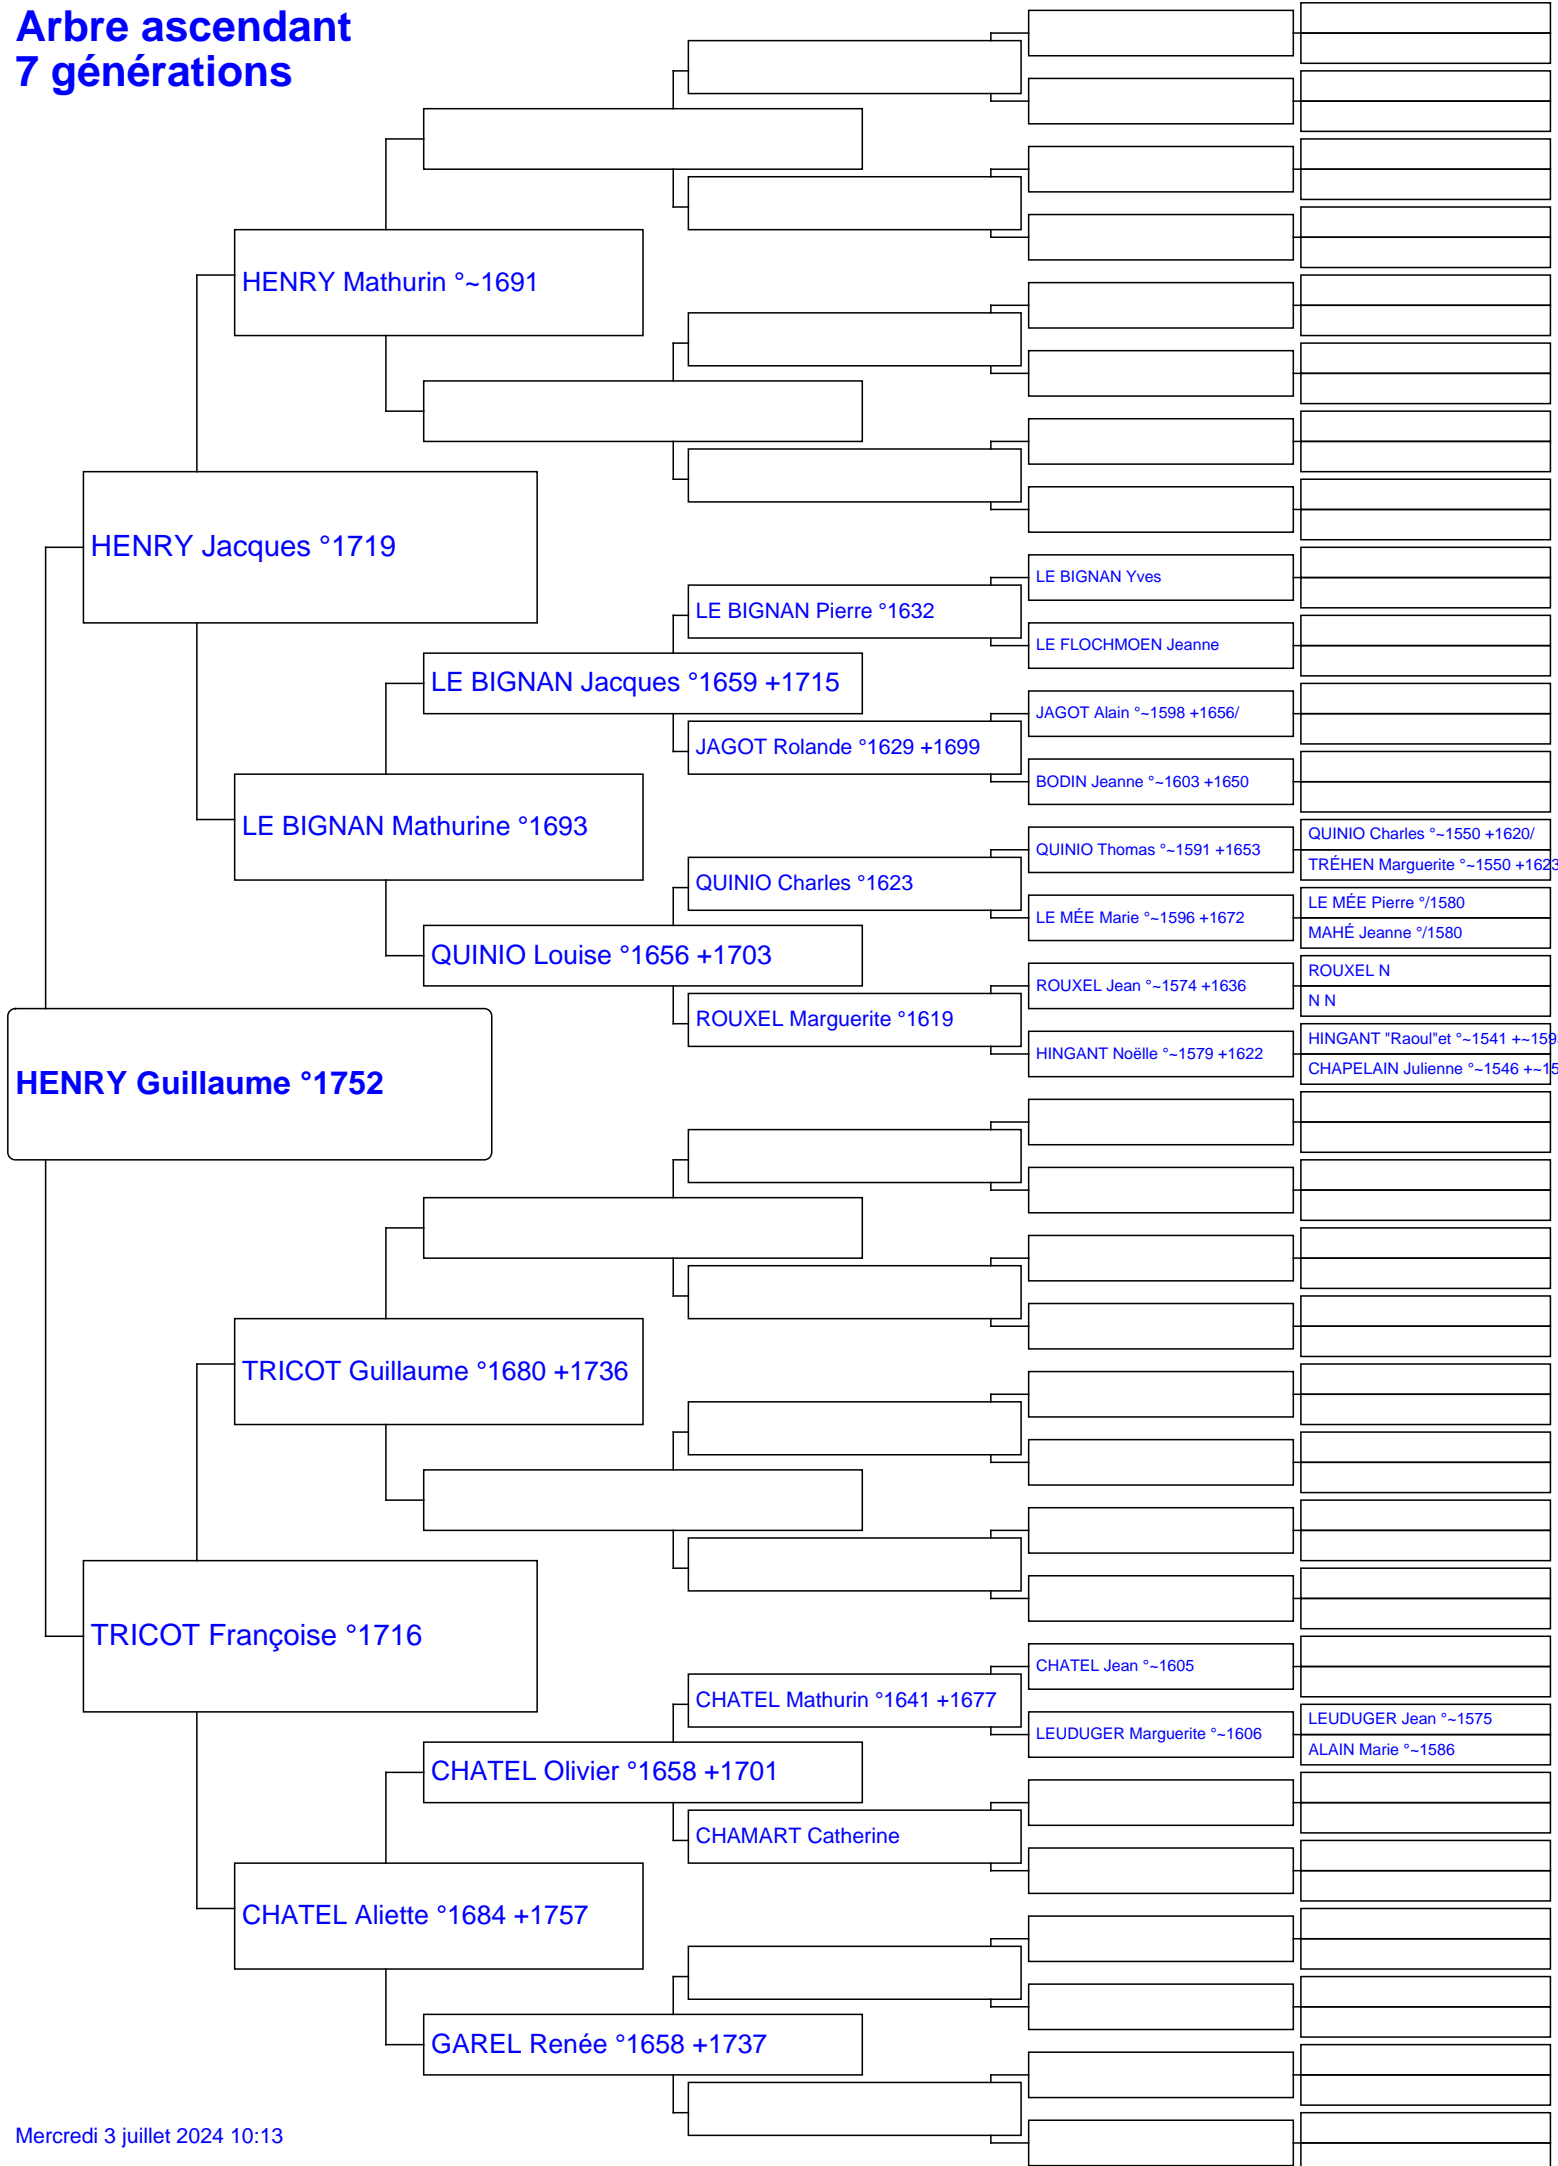 Arbre ascendant
7 générations
HENRY Mathurin °~1691
HENRY Jacques °1719
LE BIGNAN Yves
LE BIGNAN Pierre °1632
LE FLOCHMOEN Jeanne
LE BIGNAN Jacques °1659 +1715
JAGOT Alain °~1598 +1656/
JAGOT Rolande °1629 +1699
BODIN Jeanne °~1603 +1650
LE BIGNAN Mathurine °1693
QUINIO Charles °~1550 +1620/
QUINIO Thomas °~1591 +1653
TRÉHEN Marguerite °~1550 +1623
QUINIO Charles °1623
LE MÉE Pierre °/1580
LE MÉE Marie °~1596 +1672
MAHÉ Jeanne °/1580
QUINIO Louise °1656 +1703
ROUXEL N
ROUXEL Jean °~1574 +1636
N N
ROUXEL Marguerite °1619
HINGANT "Raoul"et °~1541 +~159
HINGANT Noëlle °~1579 +1622
CHAPELAIN Julienne °~1546 +~15
HENRY Guillaume °1752
TRICOT Guillaume °1680 +1736
TRICOT Françoise °1716
CHATEL Jean °~1605
CHATEL Mathurin °1641 +1677
LEUDUGER Jean °~1575
LEUDUGER Marguerite °~1606
ALAIN Marie °~1586
CHATEL Olivier °1658 +1701
CHAMART Catherine
CHATEL Aliette °1684 +1757
GAREL Renée °1658 +1737
Mercredi 3 juillet 2024 10:13